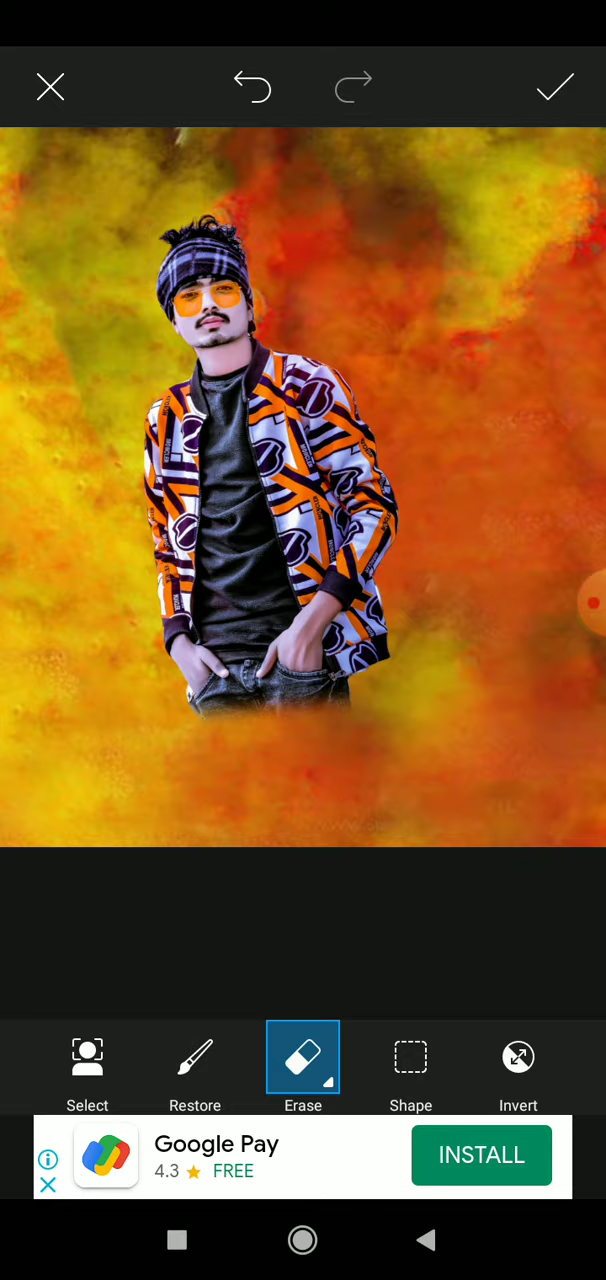 Select
Restore
Erase
Shape
Invert
Google Pay
4.3 ★ FREE
INSTALL